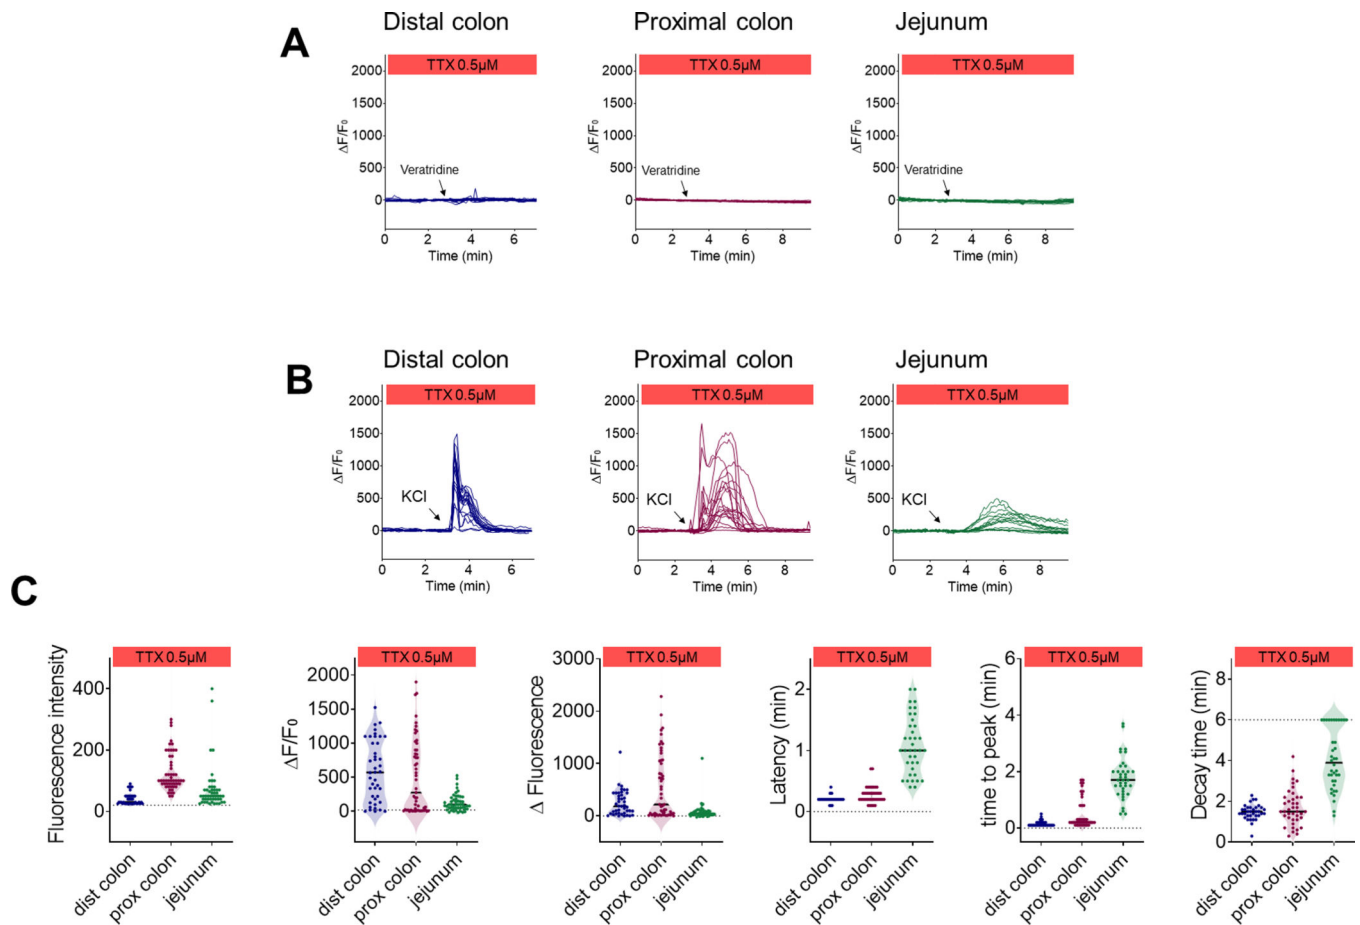 A
Distal colon
Proximal colon
Jejunum
TTX 0.5µM
TTX 0.5µM
TTX 0.5µM
ΔF/F₀
2000
1500
1000
500
0
Veratridine
0 2 4 6
Time (min)
ΔF/F₀
2000
1500
1000
500
0
Veratridine
0 2 4 6 8
Time (min)
ΔF/F₀
2000
1500
1000
500
0
Veratridine
0 2 4 6 8
Time (min)
B
Distal colon
Proximal colon
Jejunum
TTX 0.5µM
TTX 0.5µM
TTX 0.5µM
ΔF/F₀
2000
1500
1000
500
0
KCl
0 2 4 6
Time (min)
ΔF/F₀
2000
1500
1000
500
0
KCl
0 2 4 6 8
Time (min)
ΔF/F₀
2000
1500
1000
500
0
KCl
0 2 4 6 8
Time (min)
C
TTX 0.5µM
Fluorescence intensity
400
200
0
dist colon
prox colon
jejunum
TTX 0.5µM
ΔF/F₀
2000
1500
1000
500
0
dist colon
prox colon
jejunum
TTX 0.5µM
Δ Fluorescence
3000
2000
1000
0
dist colon
prox colon
jejunum
TTX 0.5µM
Latency (min)
2
1
0
dist colon
prox colon
jejunum
TTX 0.5µM
time to peak (min)
6
4
2
0
dist colon
prox colon
jejunum
TTX 0.5µM
Decay time (min)
8
6
4
2
0
dist colon
prox colon
jejunum